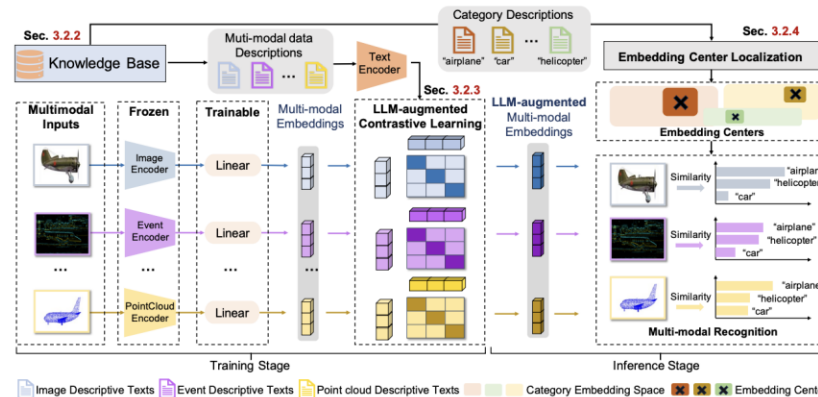 Sec. 3.2.2
Knowledge Base
Muti-modal data
Descriptions
...
Text
Encoder
Category Descriptions
...
"airplane" "car" "helicopter"
Sec. 3.2.4
Embedding Center Localization
Embedding Centers
Sec. 3.2.3
Multimodal
Inputs
Frozen
Trainable
Multi-modal
Embeddings
LLM-augmented
Contrastive Learning
LLM-augmented
Multi-modal
Embeddings
Image
Encoder
Linear
Similarity
"airplane
"helicopter"
"car"
Event
Encoder
Linear
Similarity
"airplane"
"helicopter"
"car"
...
...
...
...
PointCloud
Encoder
Linear
Similarity
"airplane
"helicopter"
"car"
Multi-modal Recognition
Training Stage
Inference Stage
Image Descriptive Texts Event Descriptive Texts Point cloud Descriptive Texts Category Embedding Space Embedding Cente